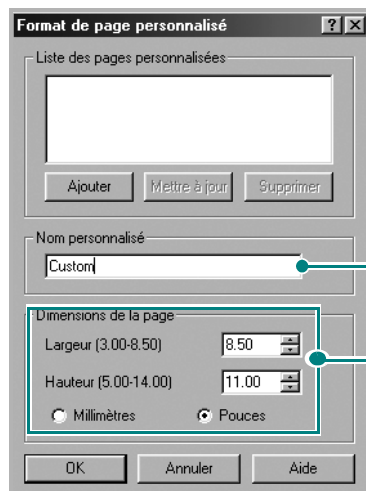 Format de page personnalisé
Liste des pages personnalisées
Ajouter Mettre à jour Supprimer
Nom personnalisé
Custom
Dimensions de la page
Largeur (3.00-8.50) 8.50
Hauteur (5.00-14.00) 11.00
Millimètres Pouces
OK Annuler Aide